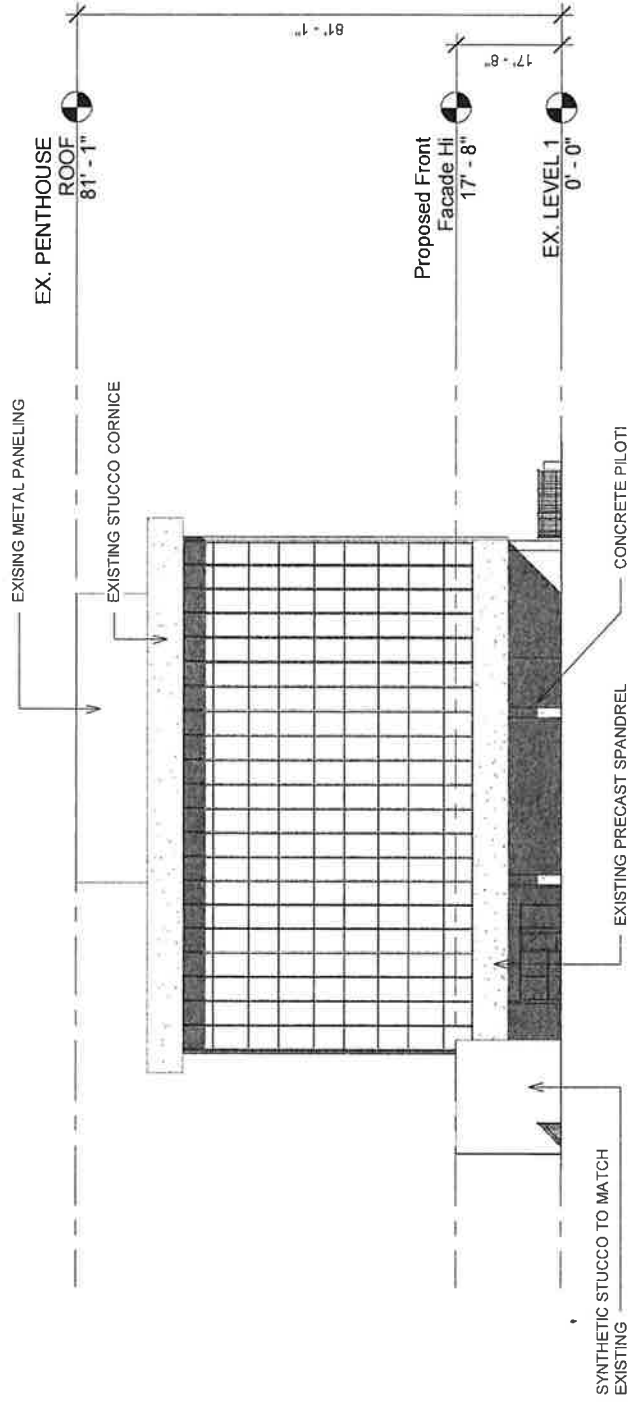 EXISING METAL PANELING
EX. PENTHOUSE
ROOF
81' - 1"
81' - 1"
EXISTING STUCCO CORNICE
Proposed Front
Facade Hi
17' - 8"
17' - 8"
EX. LEVEL 1
0' - 0"
CONCRETE PILOTI
EXISTING PRECAST SPANDREL
SYNTHETIC STUCCO TO MATCH
EXISTING